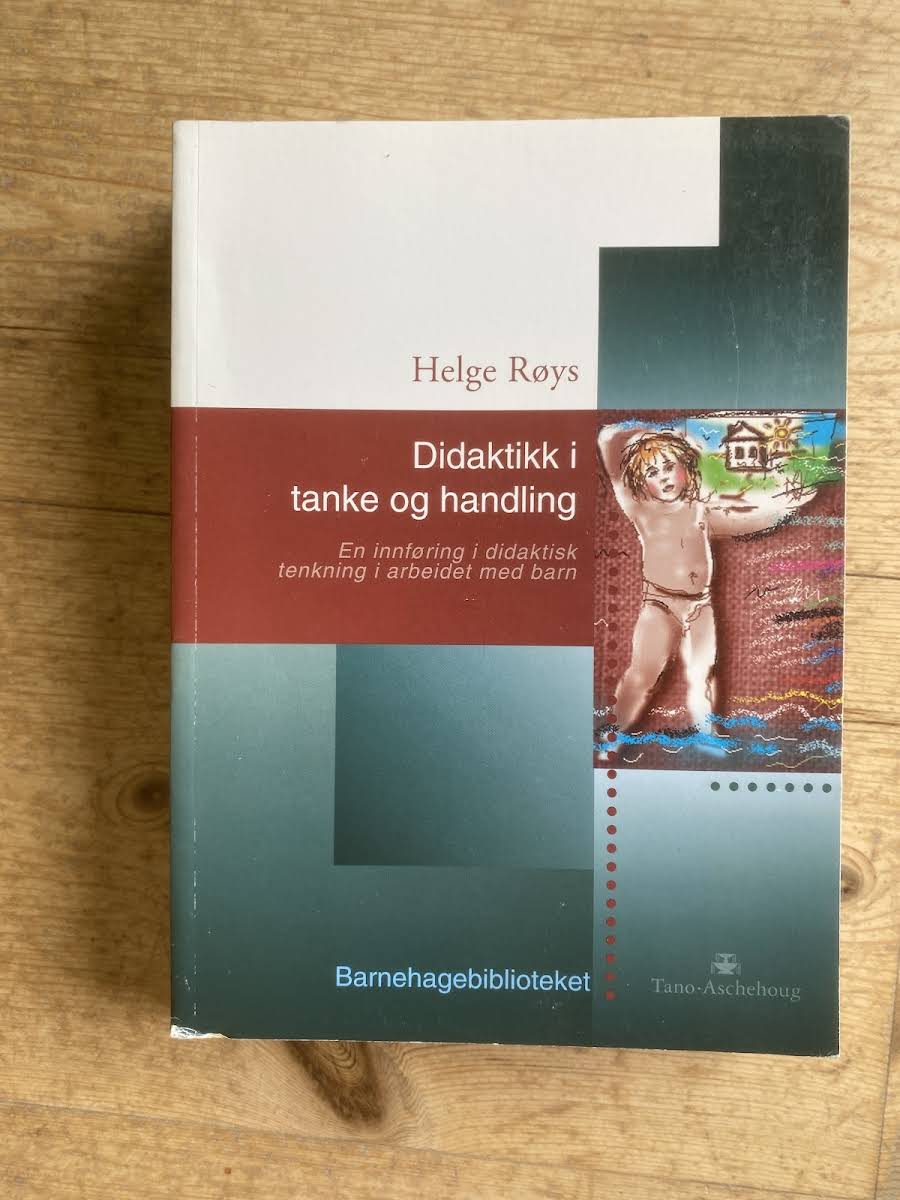 Helge Røys
Didaktikk i
tanke og handling
En innføring i didaktisk
tenkning i arbeidet med barn
Barnehagebiblioteket
Tano·Aschehoug